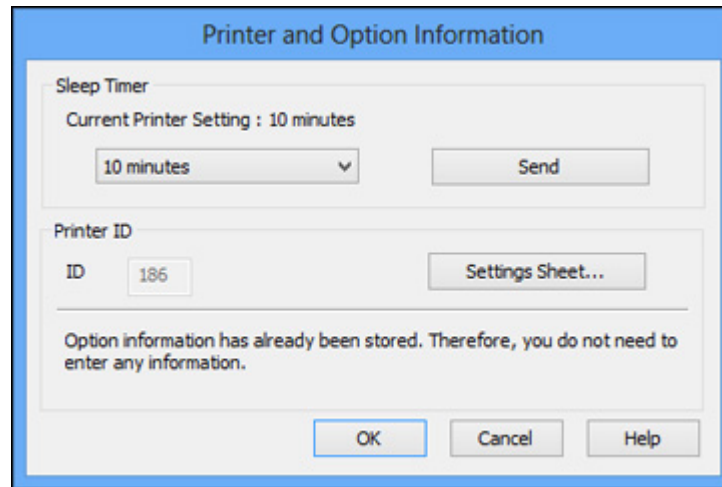 Printer and Option Information
Sleep Timer
Current Printer Setting : 10 minutes
10 minutes
Send
Printer ID
ID
186
Settings Sheet...
Option information has already been stored. Therefore, you do not need to
enter any information.
OK
Cancel
Help